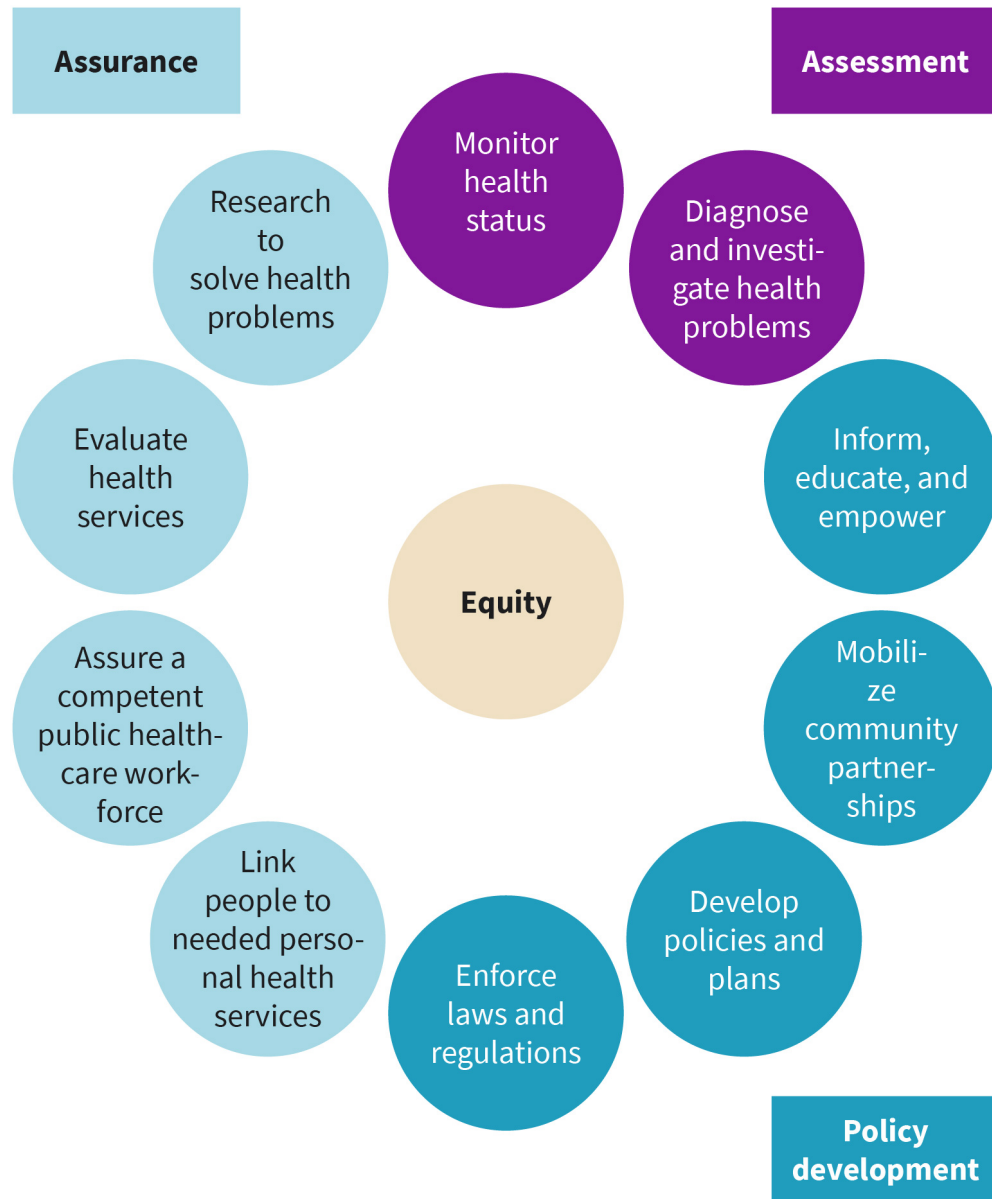 Assurance
Assessment
Monitor
health
status
Diagnose
and investi-
gate health
problems
Inform,
educate, and
empower
Mobili-
ze
community
partner-
ships
Develop
policies and
plans
Enforce
laws and
regulations
Link
people to
needed perso-
nal health
services
Assure a
competent
public health-
care work-
force
Evaluate
health
services
Research
to
solve health
problems
Equity
Policy
development